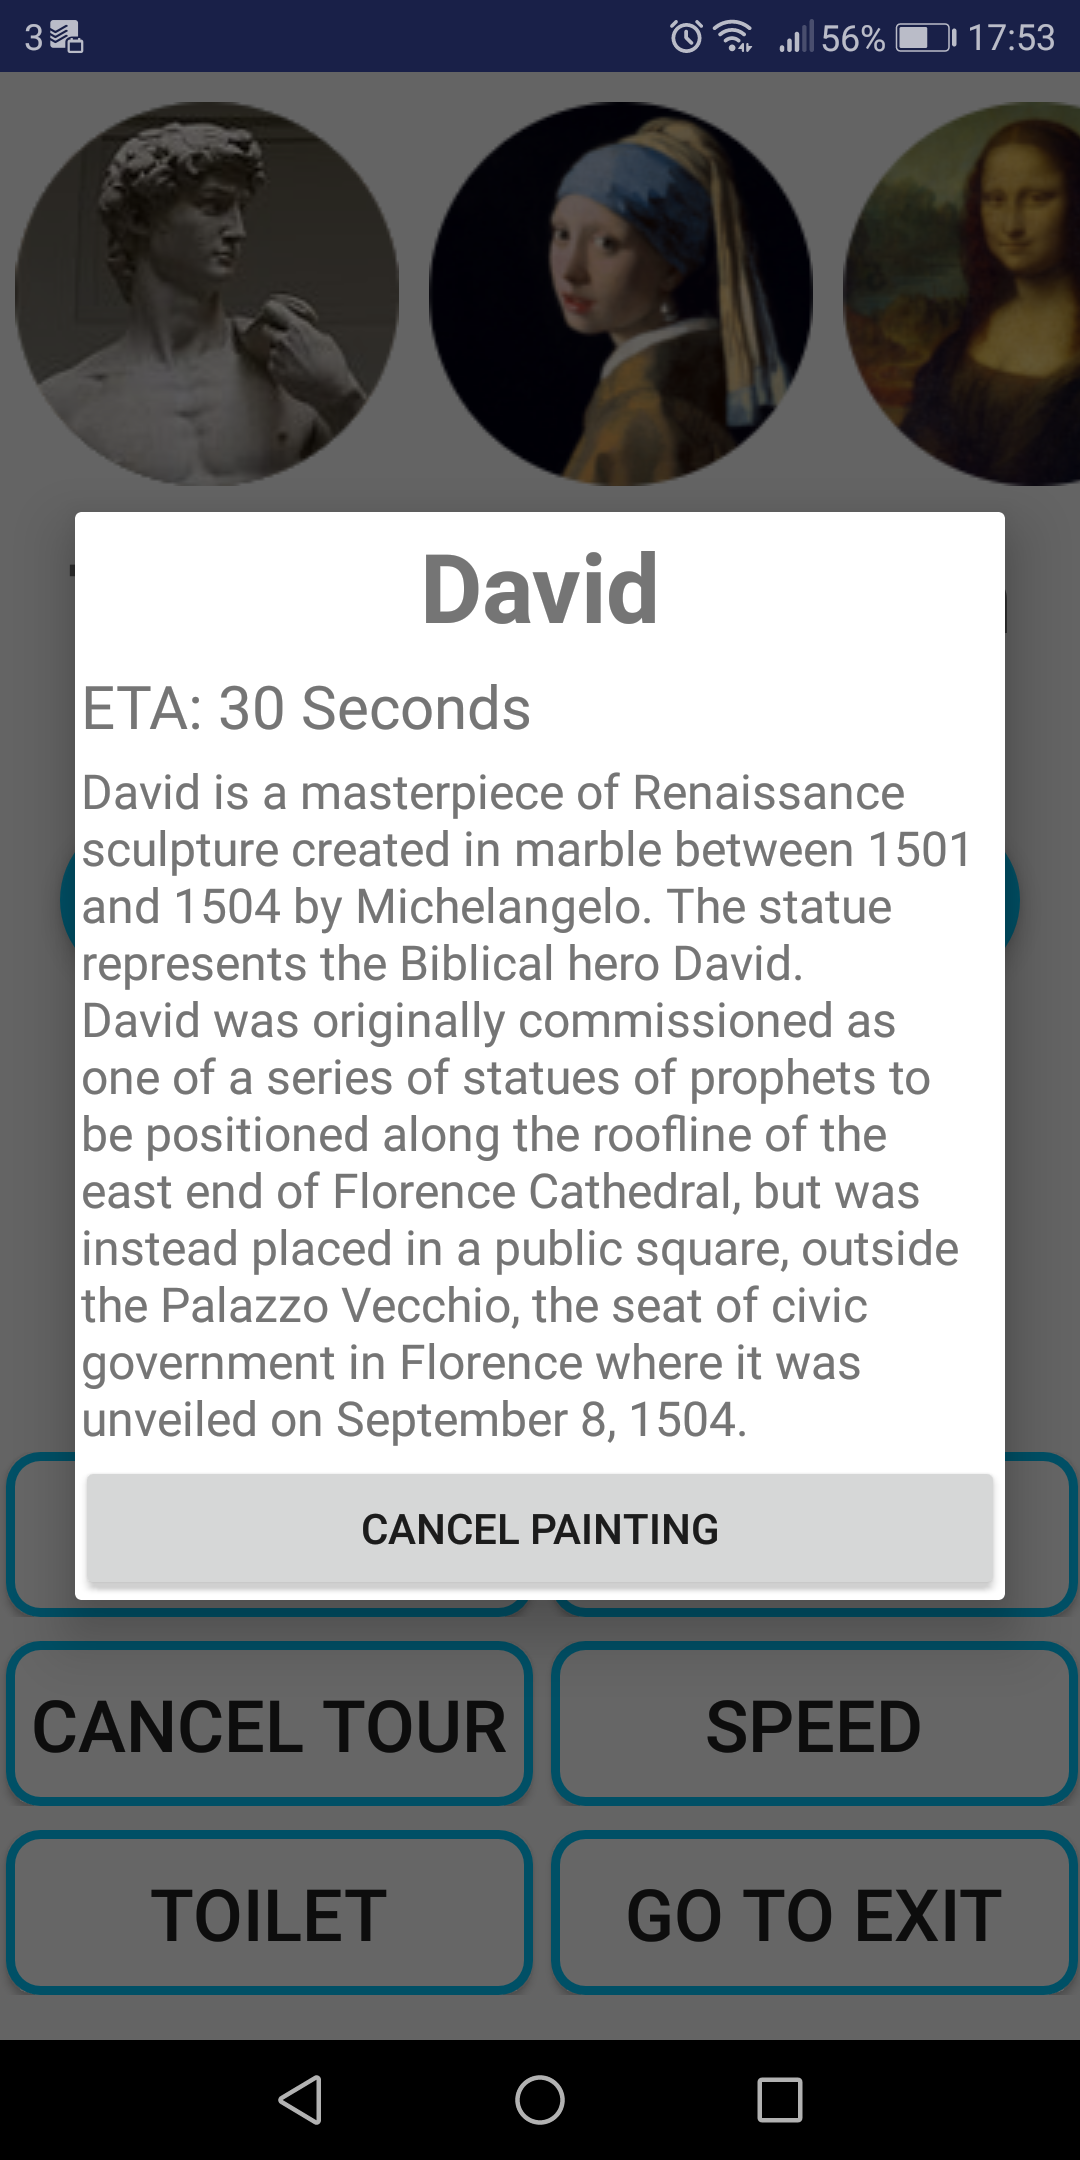 3
56%
17:53
David
ETA: 30 Seconds
David is a masterpiece of Renaissance
sculpture created in marble between 1501
and 1504 by Michelangelo. The statue
represents the Biblical hero David.
David was originally commissioned as
one of a series of statues of prophets to
be positioned along the roofline of the
east end of Florence Cathedral, but was
instead placed in a public square, outside
the Palazzo Vecchio, the seat of civic
government in Florence where it was
unveiled on September 8, 1504.
CANCEL PAINTING
CANCEL TOUR
SPEED
TOILET
GO TO EXIT